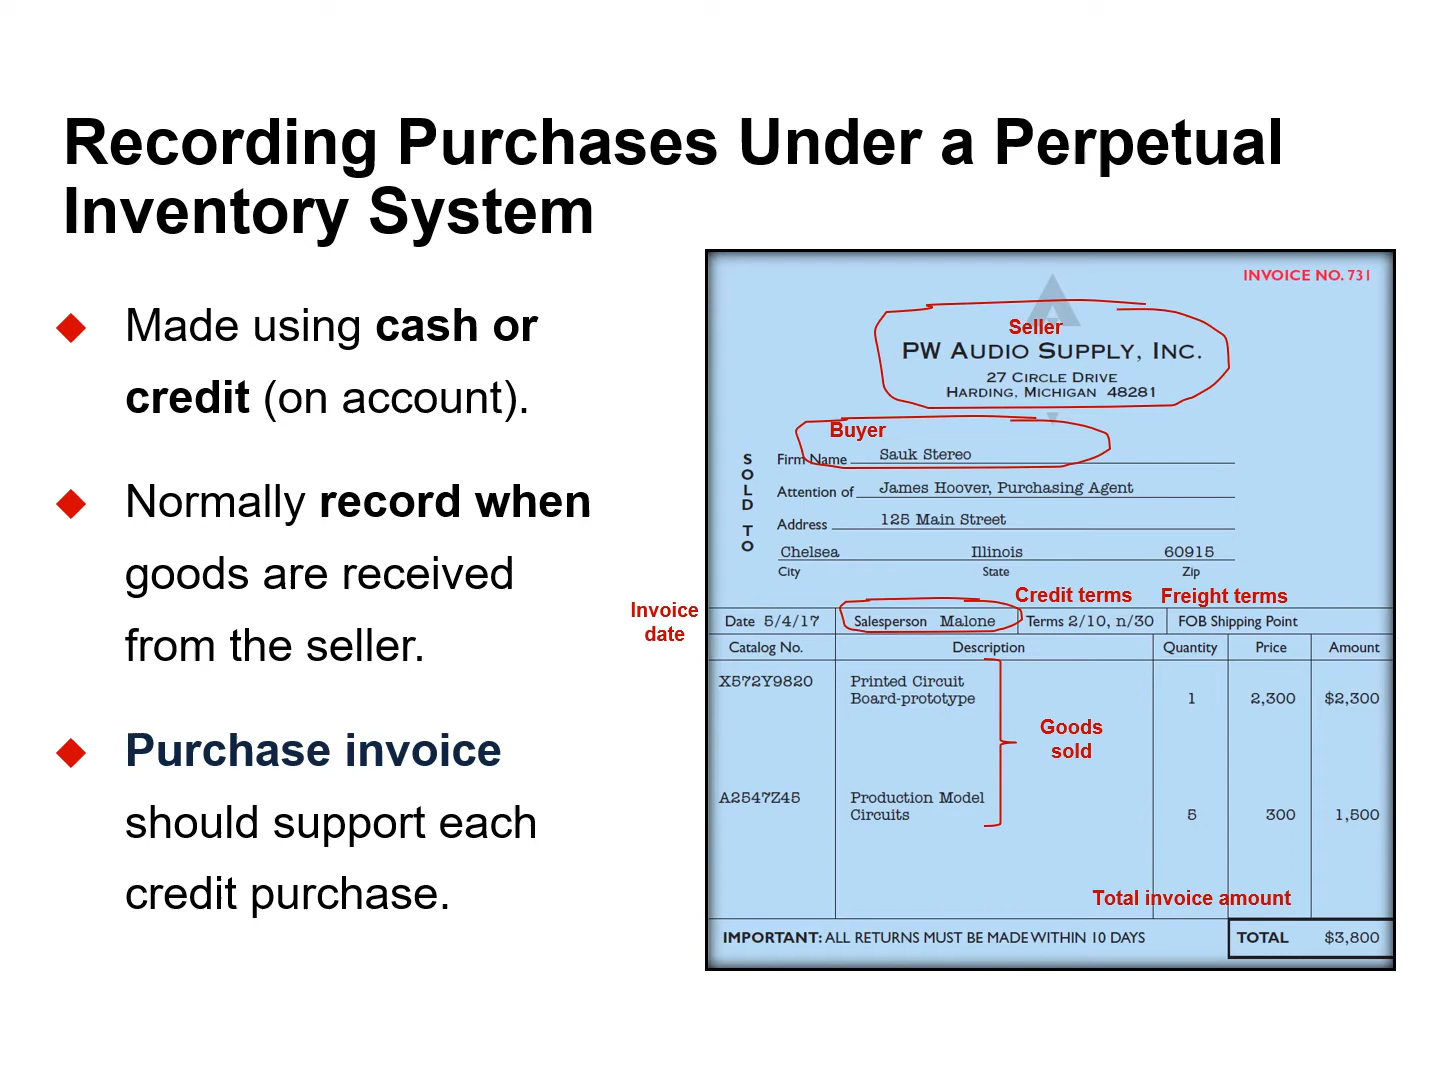 Recording Purchases Under a Perpetual
Inventory System
Made using cash or
credit (on account).
Normally record when
goods are received
from the seller.
Purchase invoice
should support each
credit purchase.
INVOICE NO. 731
Seller
PW AUDIO SUPPLY, INC.
27 CIRCLE DRIVE
HARDING, MICHIGAN 48281
Buyer
SOLD TO
Firm Name Sauk Stereo
Attention of James Hoover, Purchasing Agent
Address 125 Main Street
Chelsea Illinois 60915
City State Zip
Invoice
date
Credit terms Freight terms
Date 5/4/17 Salesperson Malone Terms 2/10, n/30 FOB Shipping Point
Catalog No. Description Quantity Price Amount
X572Y9820 Printed Circuit
Board-prototype 1 2,300 $2,300
Goods
sold
A2547Z45 Production Model
Circuits 5 300 1,500
Total invoice amount
IMPORTANT: ALL RETURNS MUST BE MADE WITHIN 10 DAYS TOTAL $3,800